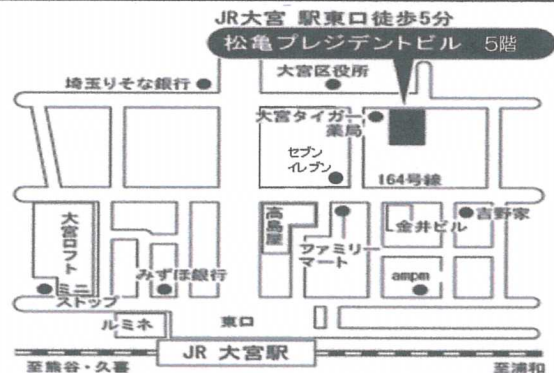 JR大宮 駅東口徒歩5分
松亀プレジデントビル 5階
埼玉りそな銀行
大宮区役所
大宮タイガー
薬局
セブン
イレブン
164号線
大宮ロフト
高島屋
ファミリー
マート
金井ビル
吉野家
みずほ銀行
ampm
ミニ
ストップ
ルミネ
東口
JR 大宮駅
至熊谷・久喜
至浦和